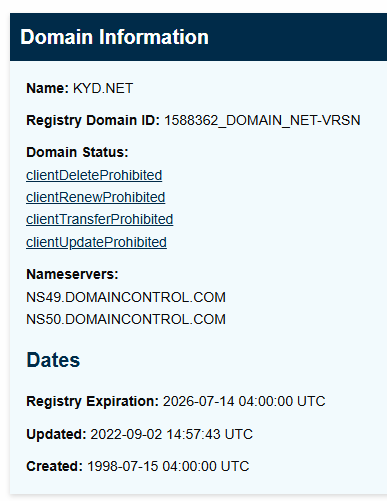 Domain Information
Name: KYD.NET
Registry Domain ID: 1588362_DOMAIN_NET-VRSN
Domain Status:
clientDeleteProhibited
clientRenewProhibited
clientTransferProhibited
clientUpdateProhibited
Nameservers:
NS49.DOMAINCONTROL.COM
NS50.DOMAINCONTROL.COM
Dates
Registry Expiration: 2026-07-14 04:00:00 UTC
Updated: 2022-09-02 14:57:43 UTC
Created: 1998-07-15 04:00:00 UTC